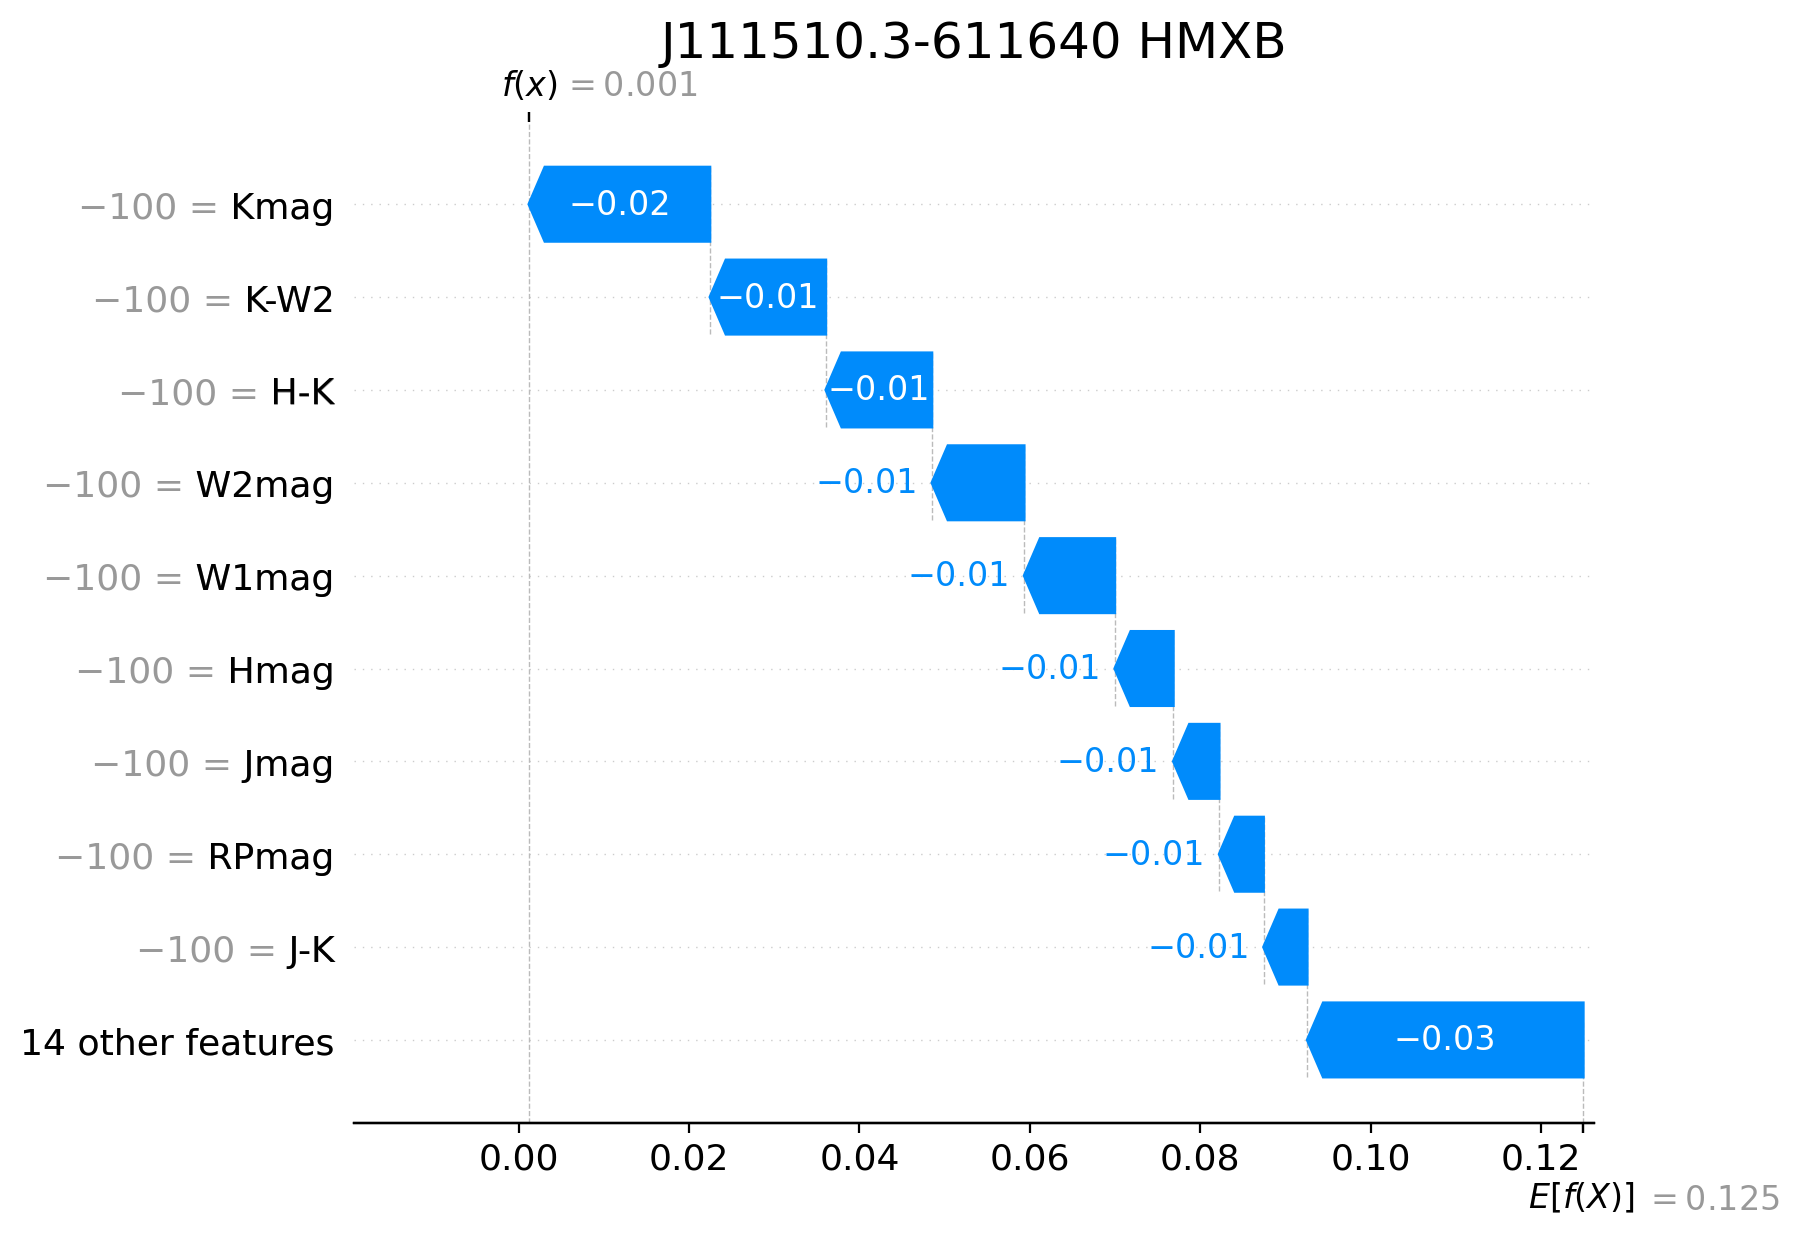 J111510.3-611640 HMXB
f(x) = 0.001
−100 = Kmag −0.02
−100 = K-W2 −0.01
−100 = H-K −0.01
−100 = W2mag −0.01
−100 = W1mag −0.01
−100 = Hmag −0.01
−100 = Jmag −0.01
−100 = RPmag −0.01
−100 = J-K −0.01
14 other features −0.03
0.00 0.02 0.04 0.06 0.08 0.10 0.12
E[f(X)] = 0.125